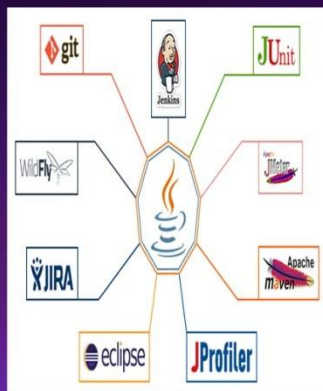 git
Jenkins
JUnit
WildFly
Apache
JMeter
JIRA
Apache
maven
eclipse
JProfiler